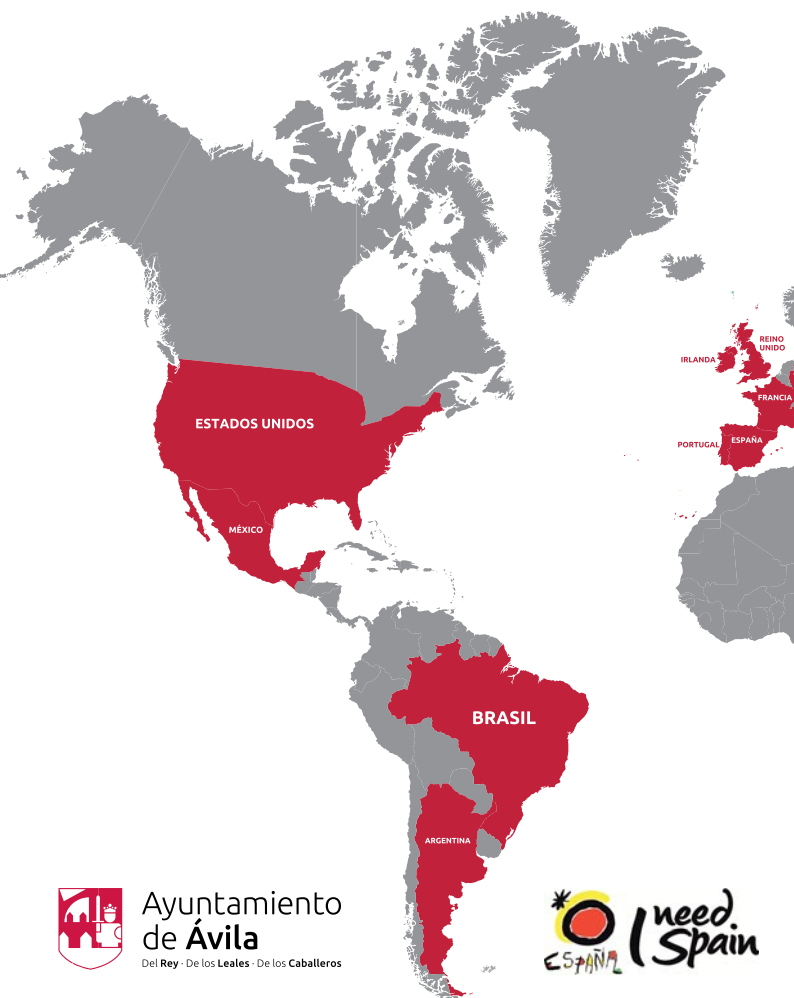 REINO
UNIDO
IRLANDA
FRANCIA
ESTADOS UNIDOS
PORTUGAL
ESPAÑA
MÉXICO
BRASIL
ARGENTINA
Ayuntamiento
de Ávila
Del Rey · De los Leales · De los Caballeros
ESPAÑA
I need
Spain